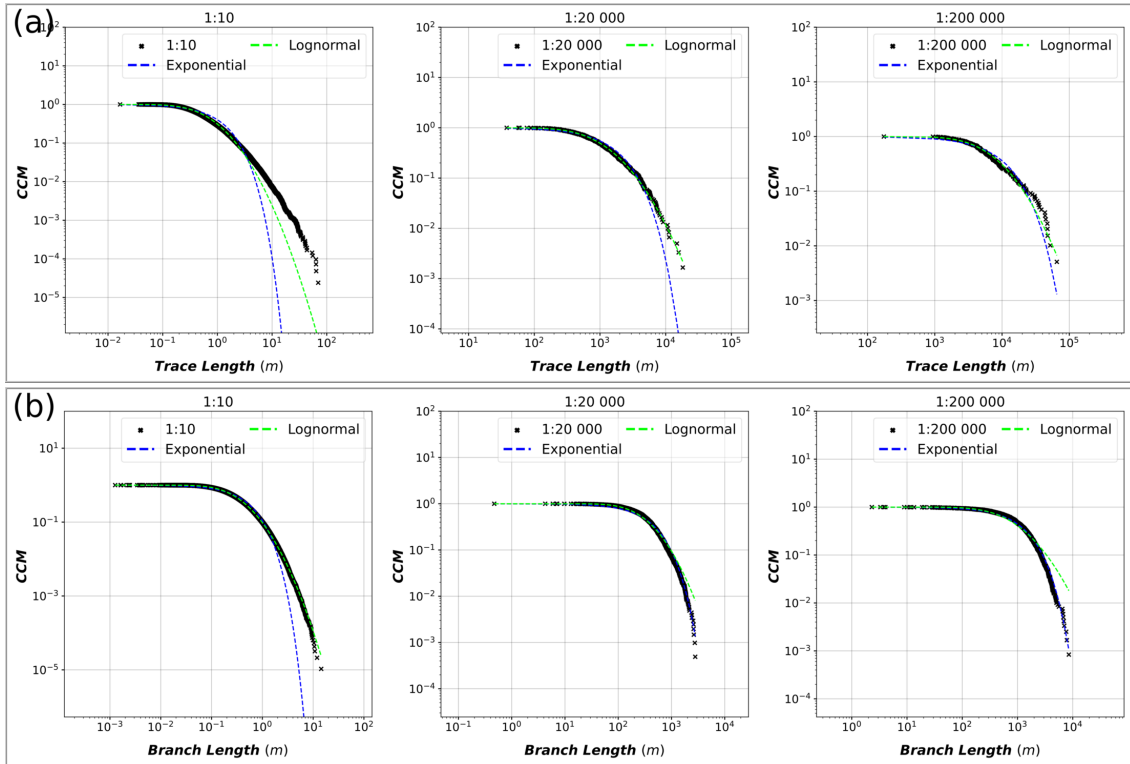 (a)
1:10
1:20 000
1:200 000
1:10 Lognormal
Exponential
1:20 000 Lognormal
Exponential
1:200 000 Lognormal
Exponential
CCM
10² 10¹ 10⁰ 10⁻¹ 10⁻² 10⁻³ 10⁻⁴ 10⁻⁵
10⁻² 10⁻¹ 10⁰ 10¹ 10²
Trace Length (m)
CCM
10² 10¹ 10⁰ 10⁻¹ 10⁻² 10⁻³ 10⁻⁴
10¹ 10² 10³ 10⁴ 10⁵
Trace Length (m)
CCM
10² 10¹ 10⁰ 10⁻¹ 10⁻² 10⁻³
10² 10³ 10⁴ 10⁵
Trace Length (m)
(b)
1:10
1:20 000
1:200 000
1:10 Lognormal
Exponential
1:20 000 Lognormal
Exponential
1:200 000 Lognormal
Exponential
CCM
10¹ 10⁻¹ 10⁻³ 10⁻⁵
10⁻³ 10⁻² 10⁻¹ 10⁰ 10¹ 10²
Branch Length (m)
CCM
10² 10¹ 10⁰ 10⁻¹ 10⁻² 10⁻³ 10⁻⁴
10⁻¹ 10⁰ 10¹ 10² 10³ 10⁴
Branch Length (m)
CCM
10² 10¹ 10⁰ 10⁻¹ 10⁻² 10⁻³ 10⁻⁴
10⁰ 10¹ 10² 10³ 10⁴
Branch Length (m)